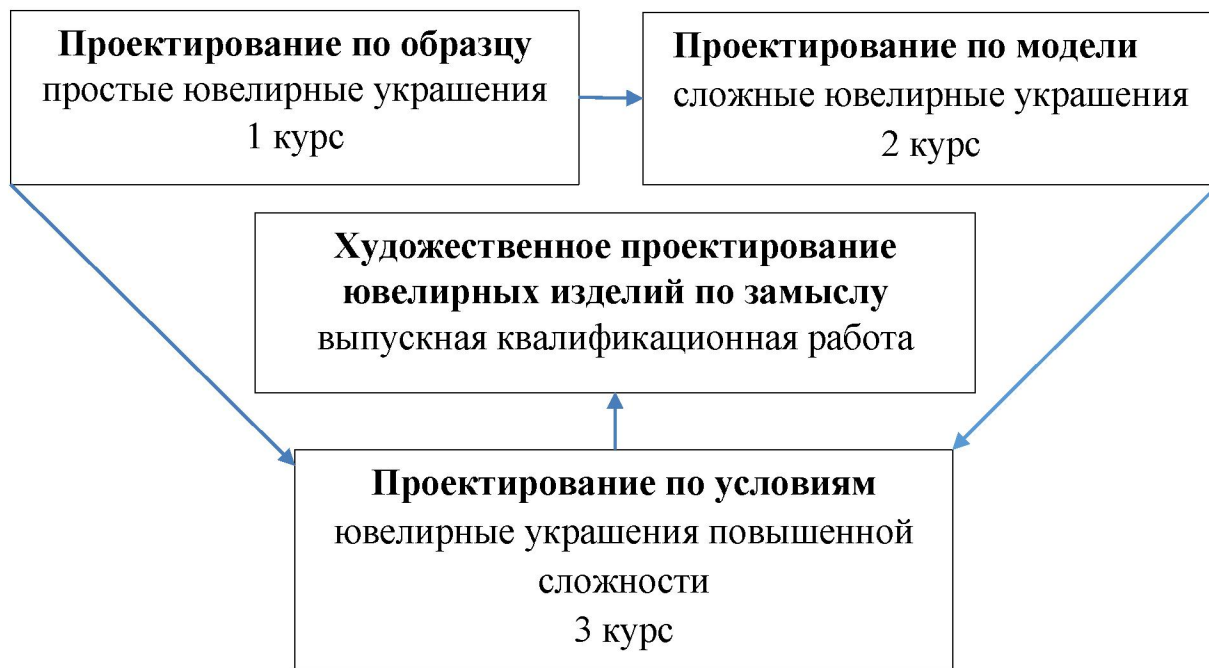 Проектирование по образцу
простые ювелирные украшения
1 курс
Проектирование по модели
сложные ювелирные украшения
2 курс
Художественное проектирование
ювелирных изделий по замыслу
выпускная квалификационная работа
Проектирование по условиям
ювелирные украшения повышенной
сложности
3 курс